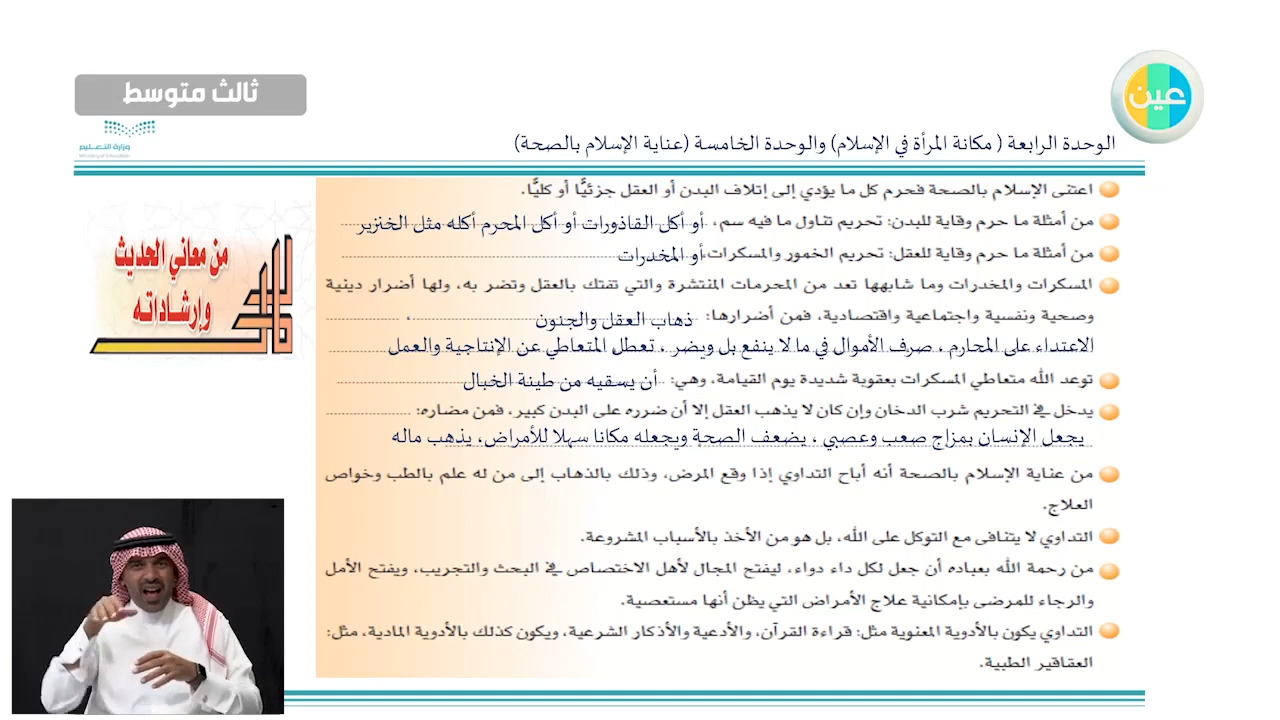 ثالث متوسط
عين
وزارة التعليم
Ministry of Education
الوحدة الرابعة ( مكانة المرأة في الإسلام) والوحدة الخامسة (عناية الإسلام بالصحة)
من معاني الحديث
وإرشاداته
اعتنى الإسلام بالصحة فحرم كل ما يؤدي إلى إتلاف البدن أو العقل جزئيًّا أو كليًّا.
من أمثلة ما حرم وقاية للبدن: تحريم تناول ما فيه سم، أو أكل القاذورات أو أكل المحرم أكله مثل الخنزير
من أمثلة ما حرم وقاية للعقل: تحريم الخمور والمسكرات، أو المخدرات
المسكرات والمخدرات وما شابهها تعد من المحرمات المنتشرة والتي تفتك بالعقل وتضر به، ولها أضرار دينية
وصحية ونفسية واجتماعية واقتصادية، فمن أضرارها: ذهاب العقل والجنون ،
الاعتداء على المحارم ، صرف الأموال في ما لا ينفع بل ويضر ، تعطل المتعاطي عن الإنتاجية والعمل
توعد الله متعاطي المسكرات بعقوبة شديدة يوم القيامة، وهي: أن يسقيه من طينة الخبال
يدخل في التحريم شرب الدخان وإن كان لا يذهب العقل إلا أن ضرره على البدن كبير، فمن مضاره:
يجعل الإنسان بمزاج صعب وعصبي ، يضعف الصحة ويجعله مكانا سهلا للأمراض، يذهب ماله
من عناية الإسلام بالصحة أنه أباح التداوي إذا وقع المرض، وذلك بالذهاب إلى من له علم بالطب وخواص
العلاج.
التداوي لا يتنافى مع التوكل على الله، بل هو من الأخذ بالأسباب المشروعة.
من رحمة الله بعباده أن جعل لكل داء دواء، ليفتح المجال لأهل الاختصاص في البحث والتجريب، ويفتح الأمل
والرجاء للمرضى بإمكانية علاج الأمراض التي يظن أنها مستعصية.
التداوي يكون بالأدوية المعنوية مثل: قراءة القرآن، والأدعية والأذكار الشرعية، ويكون كذلك بالأدوية المادية، مثل:
العقاقير الطبية.